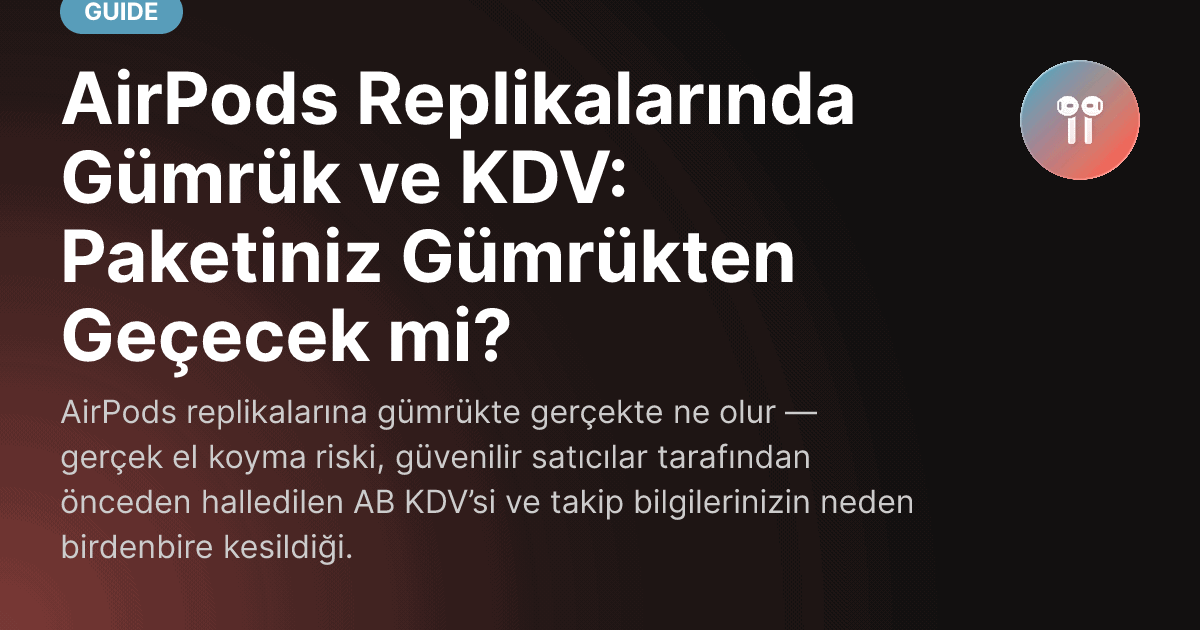 GUIDE
AirPods Replikalarında
Gümrük ve KDV:
Paketiniz Gümrükten
Geçecek mi?
AirPods replikalarına gümrükte gerçekte ne olur —
gerçek el koyma riski, güvenilir satıcılar tarafından
önceden halledilen AB KDV’si ve takip bilgilerinizin neden
birdenbire kesildiği.